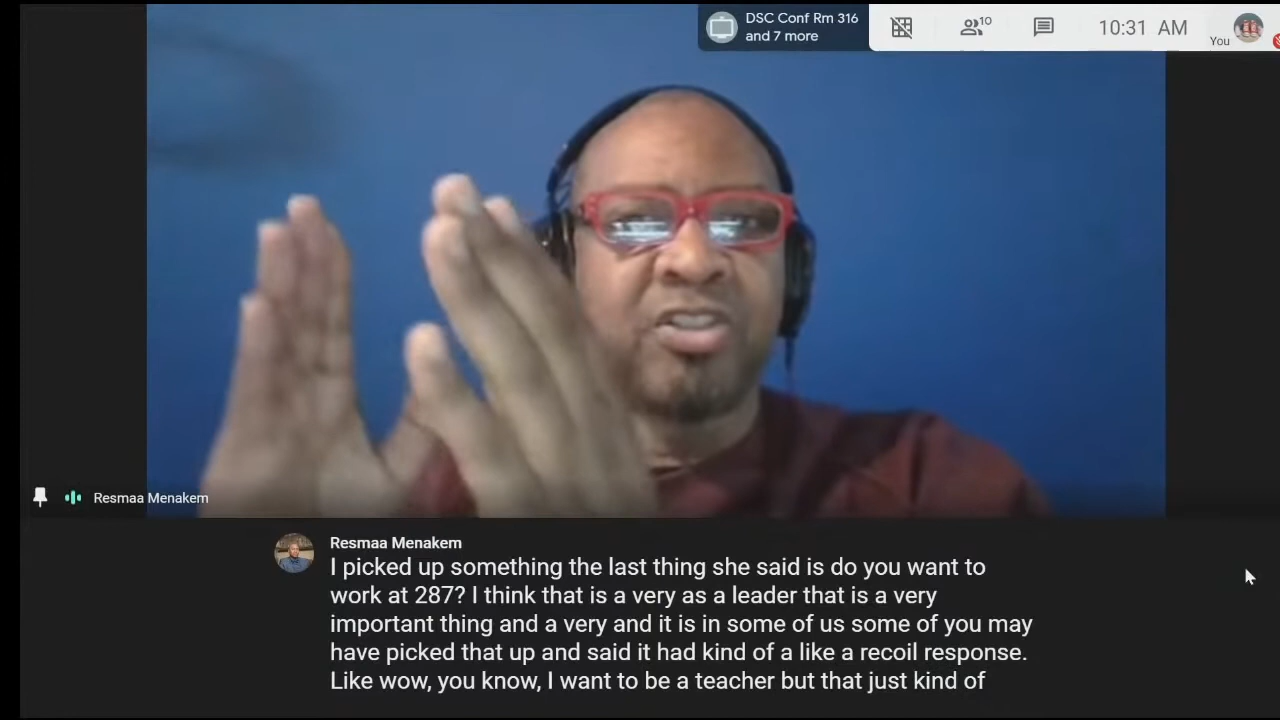 DSC Conf Rm 316
and 7 more
10
10:31 AM
You
Resmaa Menakem
Resmaa Menakem
I picked up something the last thing she said is do you want to
work at 287? I think that is a very as a leader that is a very
important thing and a very and it is in some of us some of you may
have picked that up and said it had kind of a like a recoil response.
Like wow, you know, I want to be a teacher but that just kind of